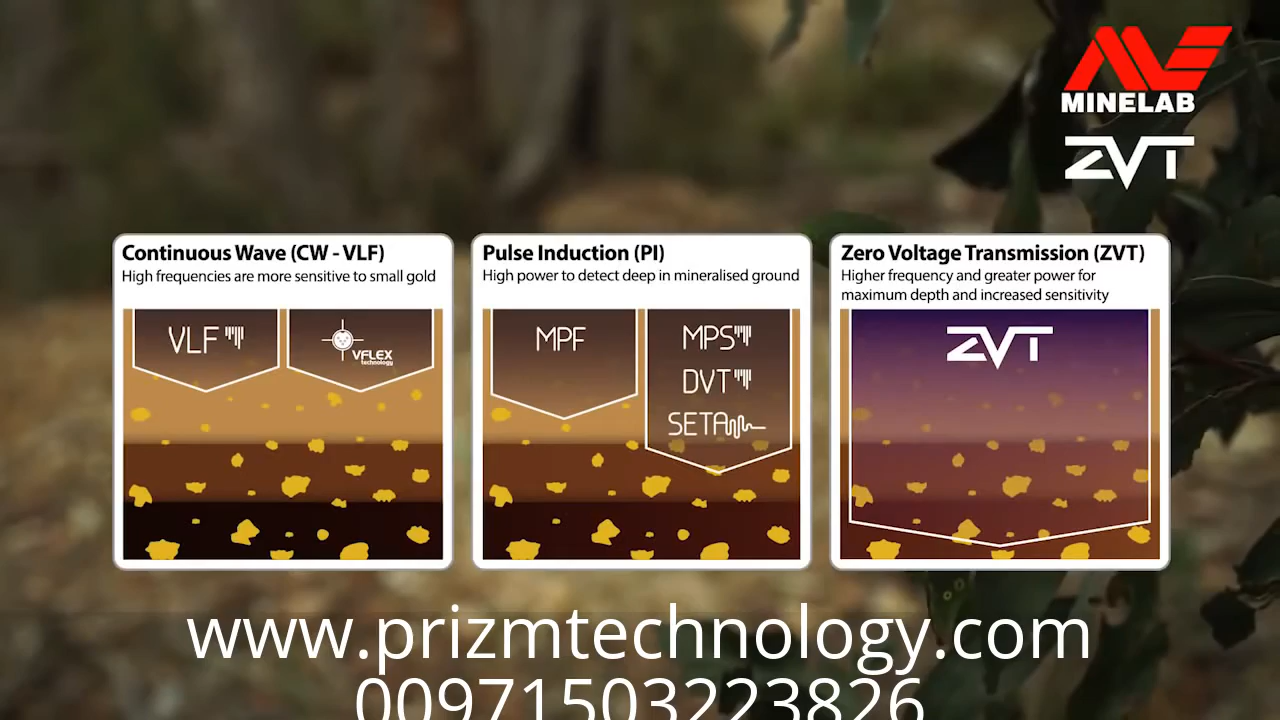 MINELAB
ZVT
Continuous Wave (CW - VLF)
High frequencies are more sensitive to small gold
VLF
VFLEX
technology
Pulse Induction (PI)
High power to detect deep in mineralised ground
MPF
MPS
DVT
SETA
Zero Voltage Transmission (ZVT)
Higher frequency and greater power for
maximum depth and increased sensitivity
ZVT
www.prizmtechnology.com
00971503223826